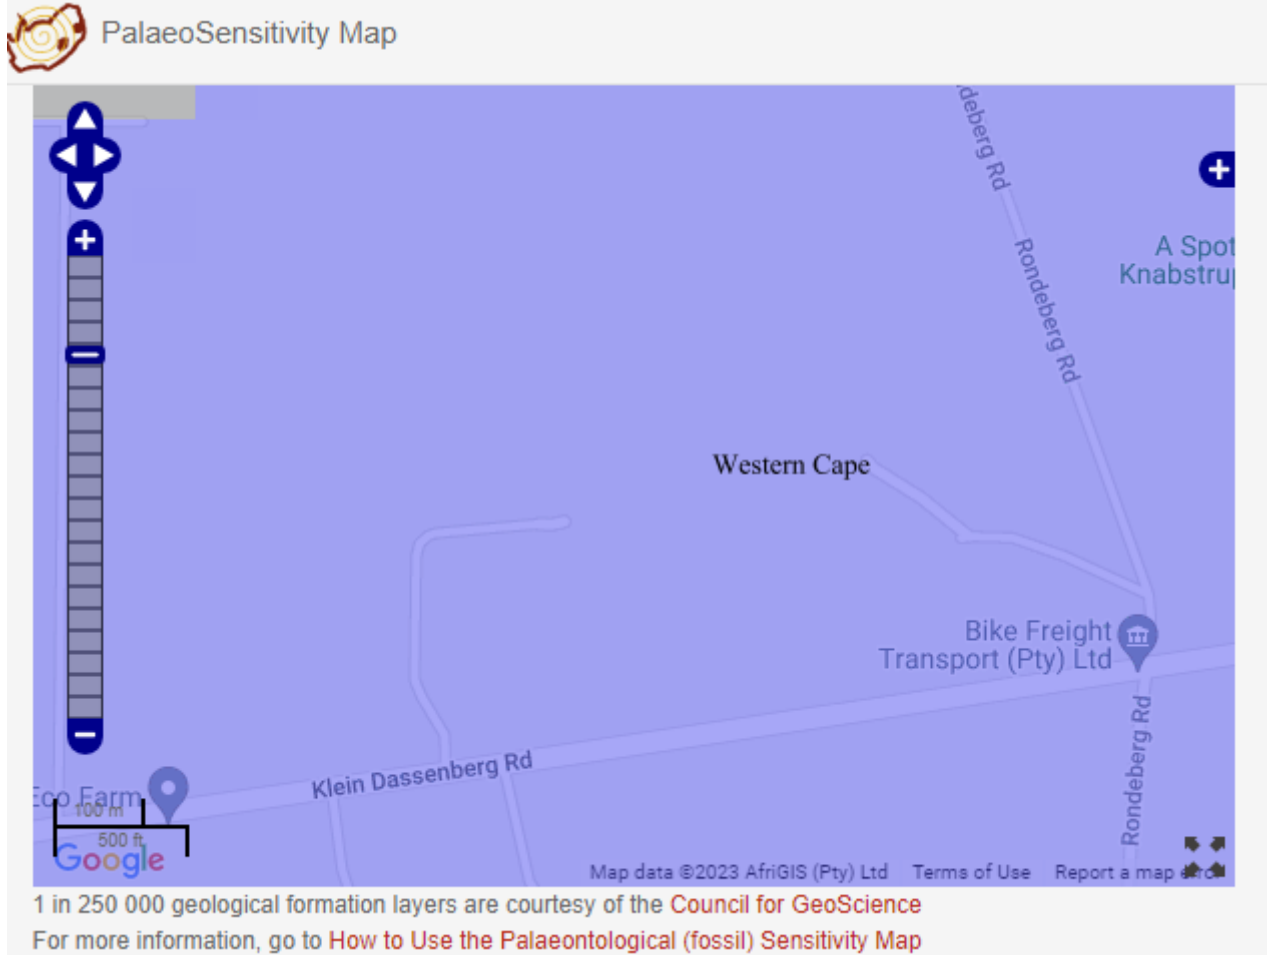 PalaeoSensitivity Map
deberg Rd
A Spot
Knabstru
Rondeberg Rd
Western Cape
Bike Freight
Transport (Pty) Ltd
Rondeberg Rd
Klein Dassenberg Rd
Eco Farm
100 m
500 ft
Google
Map data ©2023 AfriGIS (Pty) Ltd
Terms of Use
Report a map error
1 in 250 000 geological formation layers are courtesy of the Council for GeoScience
For more information, go to How to Use the Palaeontological (fossil) Sensitivity Map